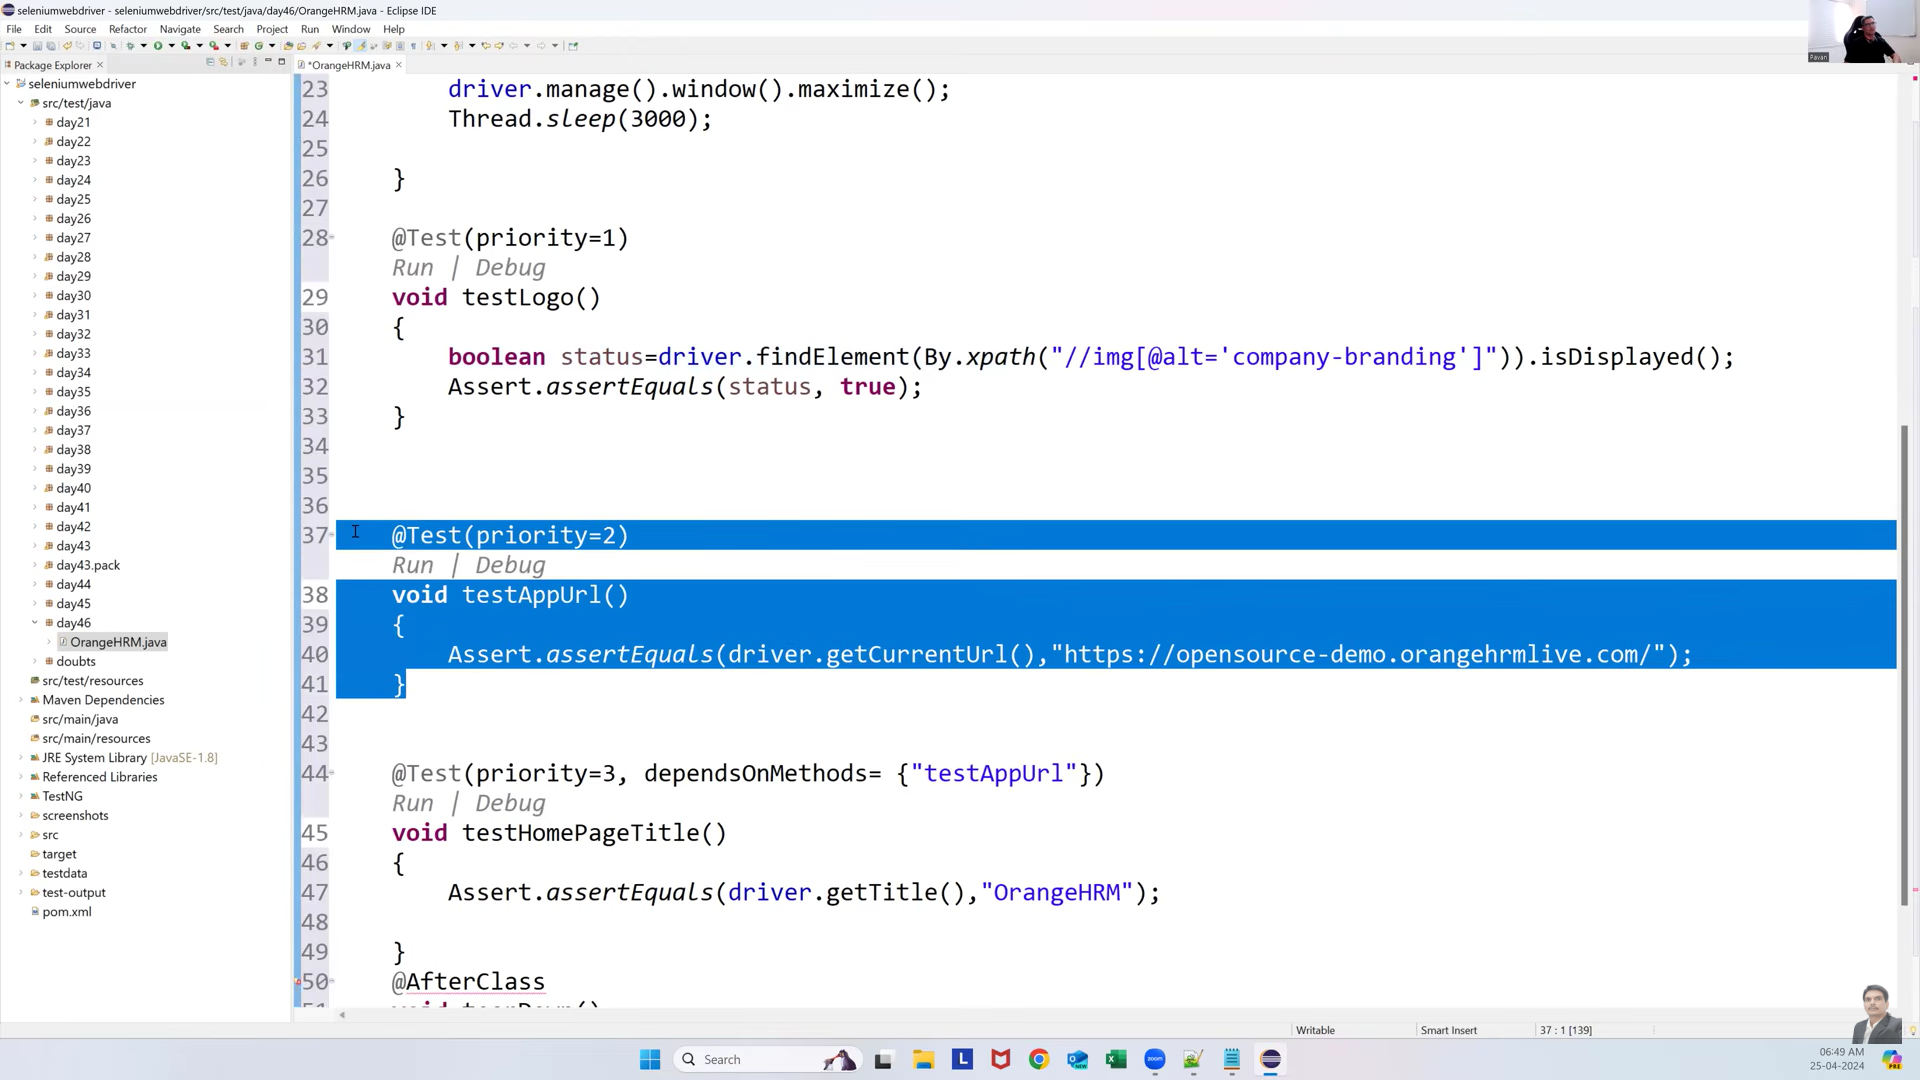 seleniumwebdriver - seleniumwebdriver/src/test/java/day46/OrangeHRM.java - Eclipse IDE
File Edit Source Refactor Navigate Search Project Run Window Help
Package Explorer
*OrangeHRM.java
seleniumwebdriver
src/test/java
day21
day22
day23
day24
day25
day26
day27
day28
day29
day30
day31
day32
day33
day34
day35
day36
day37
day38
day39
day40
day41
day42
day43
day43.pack
day44
day45
day46
OrangeHRM.java
doubts
src/test/resources
Maven Dependencies
src/main/java
src/main/resources
JRE System Library [JavaSE-1.8]
Referenced Libraries
TestNG
screenshots
src
target
testdata
test-output
pom.xml
23 driver.manage().window().maximize();
24 Thread.sleep(3000);
25
26 }
27
28 @Test(priority=1)
Run | Debug
29 void testLogo()
30 {
31 boolean status=driver.findElement(By.xpath("//img[@alt='company-branding']")).isDisplayed();
32 Assert.assertEquals(status, true);
33 }
34
35
36
37 @Test(priority=2)
Run | Debug
38 void testAppUrl()
39 {
40 Assert.assertEquals(driver.getCurrentUrl(),"https://opensource-demo.orangehrmlive.com/");
41 }
42
43
44 @Test(priority=3, dependsOnMethods= {"testAppUrl"})
Run | Debug
45 void testHomePageTitle()
46 {
47 Assert.assertEquals(driver.getTitle(),"OrangeHRM");
48
49 }
50 @AfterClass
Pavan
Writable Smart Insert 37 : 1 [139]
Search
06:49 AM
25-04-2024